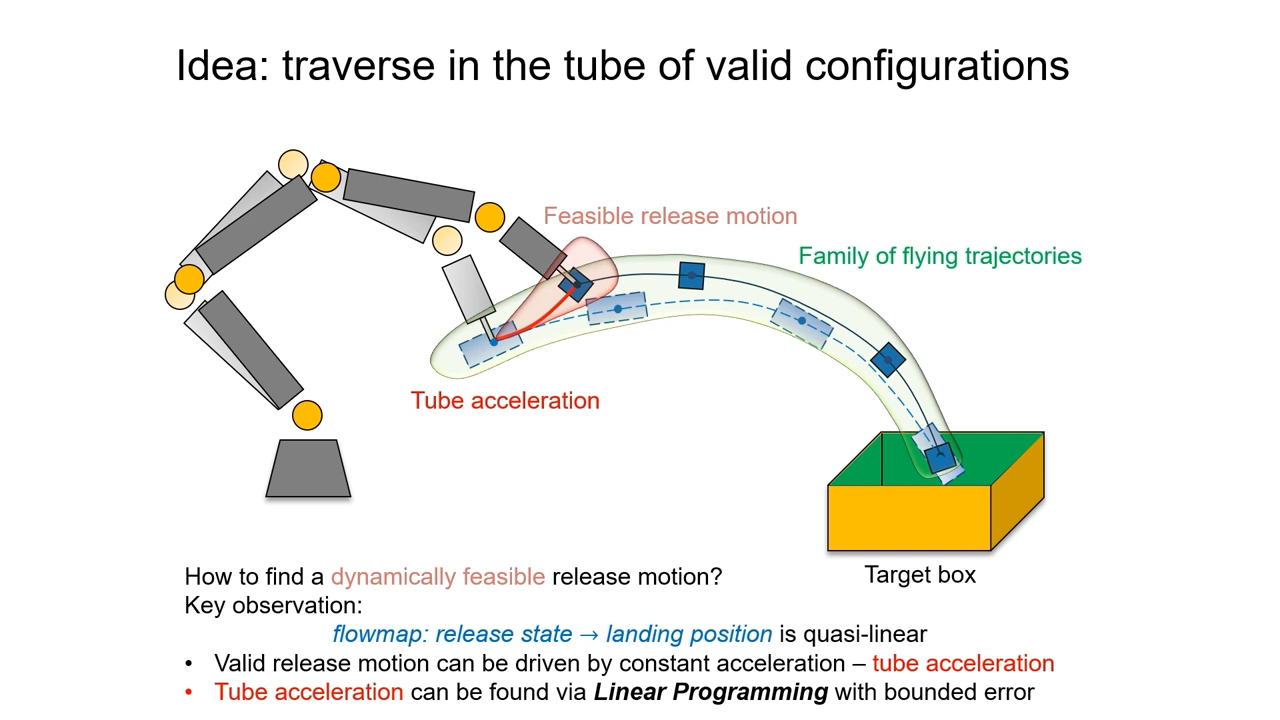 Idea: traverse in the tube of valid configurations
Feasible release motion
Family of flying trajectories
Tube acceleration
Target box
How to find a dynamically feasible release motion?
Key observation:
flowmap: release state → landing position is quasi-linear
• Valid release motion can be driven by constant acceleration – tube acceleration
• Tube acceleration can be found via Linear Programming with bounded error